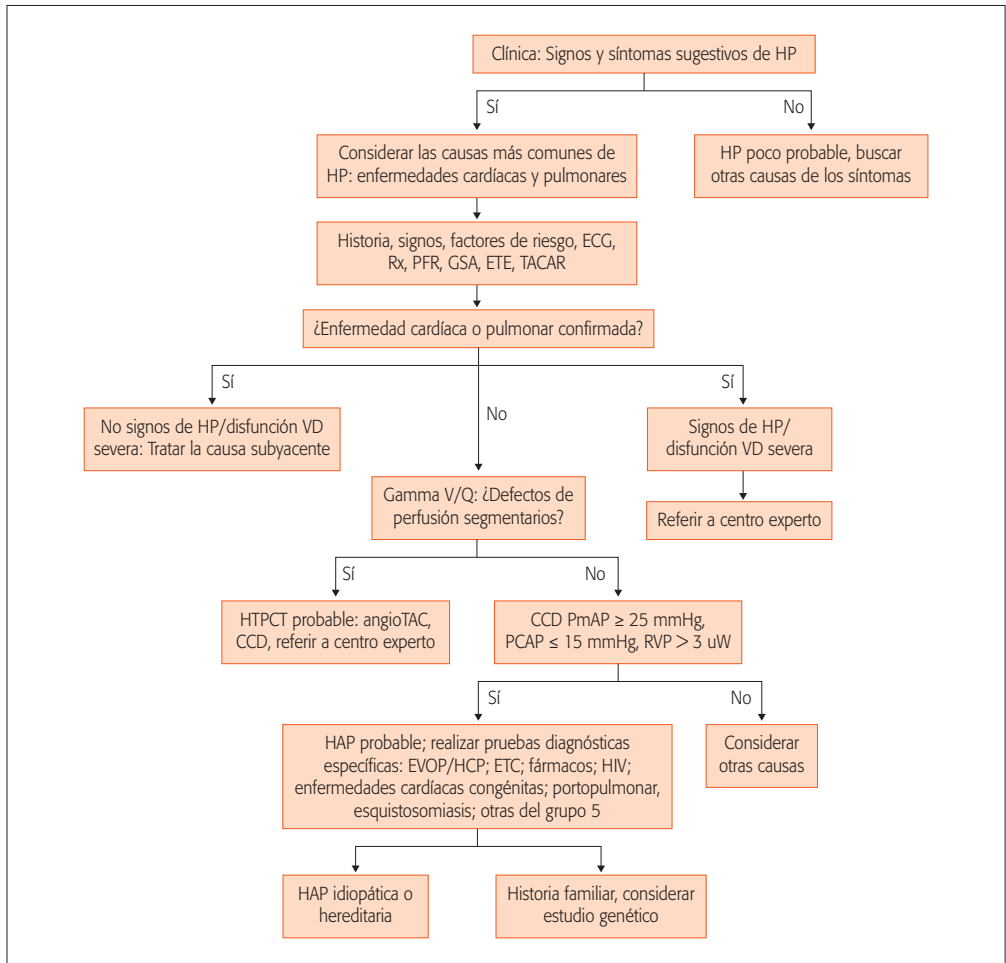 Clínica: Signos y síntomas sugestivos de HP
Sí
No
Considerar las causas más comunes de
HP: enfermedades cardíacas y pulmonares
HP poco probable, buscar
otras causas de los síntomas
Historia, signos, factores de riesgo, ECG,
Rx, PFR, GSA, ETE, TACAR
¿Enfermedad cardíaca o pulmonar confirmada?
Sí
No
Sí
No signos de HP/disfunción VD
severa: Tratar la causa subyacente
Signos de HP/
disfunción VD severa
Gamma V/Q: ¿Defectos de
perfusión segmentarios?
Referir a centro experto
Sí
No
HTPCT probable: angioTAC,
CCD, referir a centro experto
CCD PmAP ≥ 25 mmHg,
PCAP ≤ 15 mmHg, RVP > 3 uW
Sí
No
HAP probable; realizar pruebas diagnósticas
específicas: EVOP/HCP; ETC; fármacos; HIV;
enfermedades cardíacas congénitas; portopulmonar,
esquistosomiasis; otras del grupo 5
Considerar
otras causas
HAP idiopática o
hereditaria
Historia familiar, considerar
estudio genético